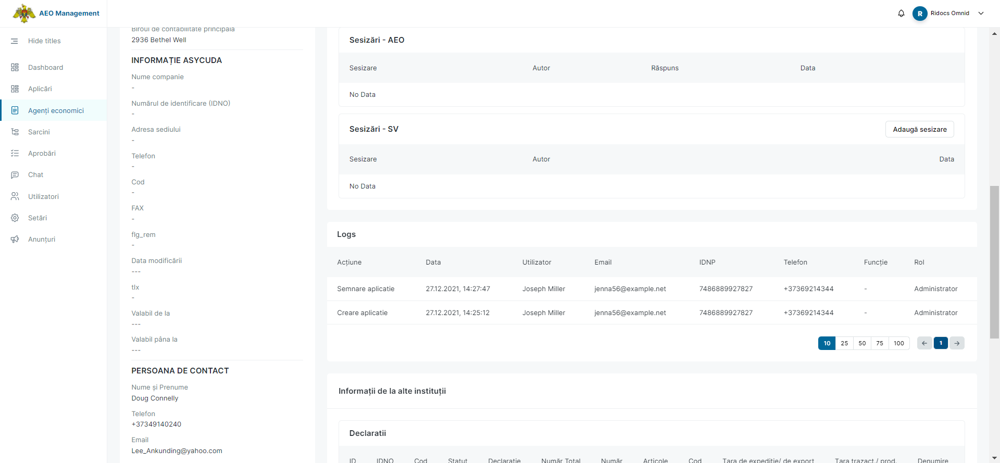 AEO Management
R
Ridocs Omnid
Hide titles
Dashboard
Aplicări
Agenți economici
Sarcini
Aprobări
Chat
Utilizatori
Setări
Anunțuri
Biroul de contabilitate principală
2936 Bethel Well
INFORMAȚIE ASYCUDA
Nume companie
-
Numărul de identificare (IDNO)
-
Adresa sediului
-
Telefon
-
Cod
-
FAX
-
flg_rem
-
Data modificării
---
tlx
-
Valabil de la
---
Valabil pâna la
---
PERSOANA DE CONTACT
Nume și Prenume
Doug Connelly
Telefon
+37349140240
Email
Lee_Ankunding@yahoo.com
Sesizări - AEO
Sesizare Autor Răspuns Data
No Data
Sesizări - SV
Adaugă sesizare
Sesizare Autor Data
No Data
Logs
Acțiune Data Utilizator Email IDNP Telefon Funcție Rol
Semnare aplicatie 27.12.2021, 14:27:47 Joseph Miller jenna56@example.net 7486889927827 +37369214344 - Administrator
Creare aplicatie 27.12.2021, 14:25:12 Joseph Miller jenna56@example.net 7486889927827 +37369214344 - Administrator
10 25 50 75 100 ← 1 →
Informații de la alte instituții
Declaratii
ID IDNO Cod Statut Declaratie Număr Total Număr Articole Cod Tara de expeditie/ de export Tara trazact./ prod. Denumire